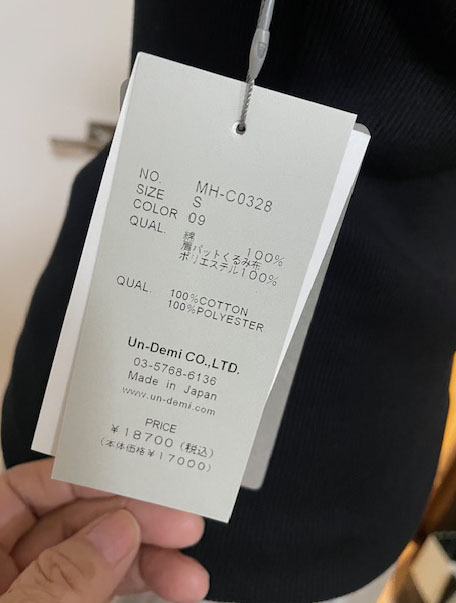 NO. MH-C0328
SIZE S
COLOR 09
QUAL. 綿 100%
肩パットくるみ布
ポリエステル100%
QUAL. 100%COTTON
100%POLYESTER
Un-Demi CO.,LTD.
03-5768-6136
Made in Japan
www.un-demi.com
PRICE
¥18700(税込)
(本体価格¥17000)